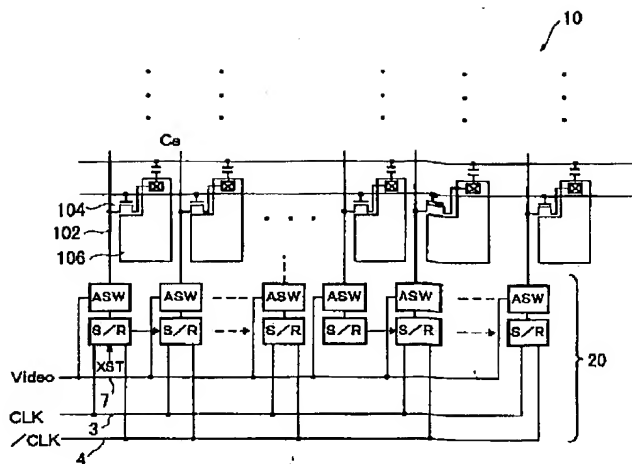 10
Cs
104
102
106
ASW ASW ASW ASW ASW ASW
S/R S/R S/R S/R S/R S/R
XST
20
Video
7
CLK
3
/CLK
4